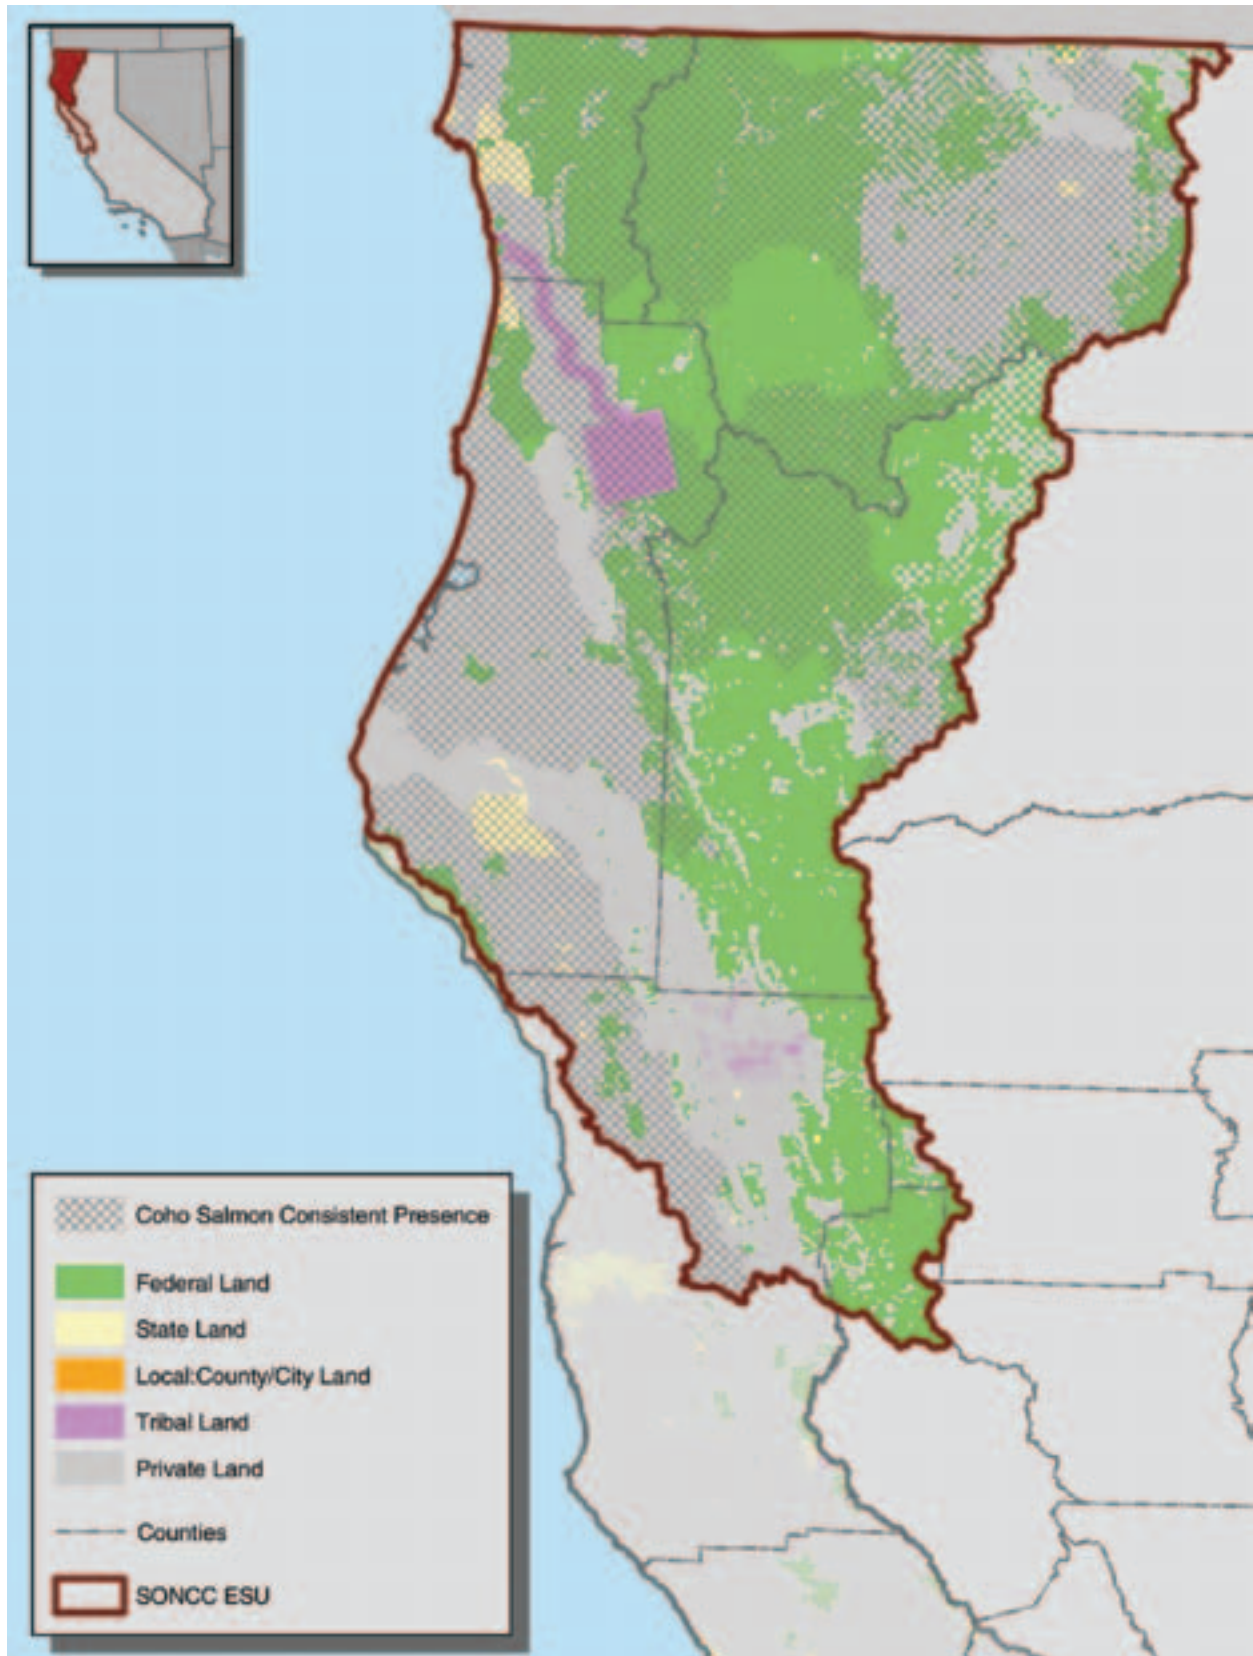 Coho Salmon Consistent Presence
Federal Land
State Land
Local:County/City Land
Tribal Land
Private Land
Counties
SONCC ESU